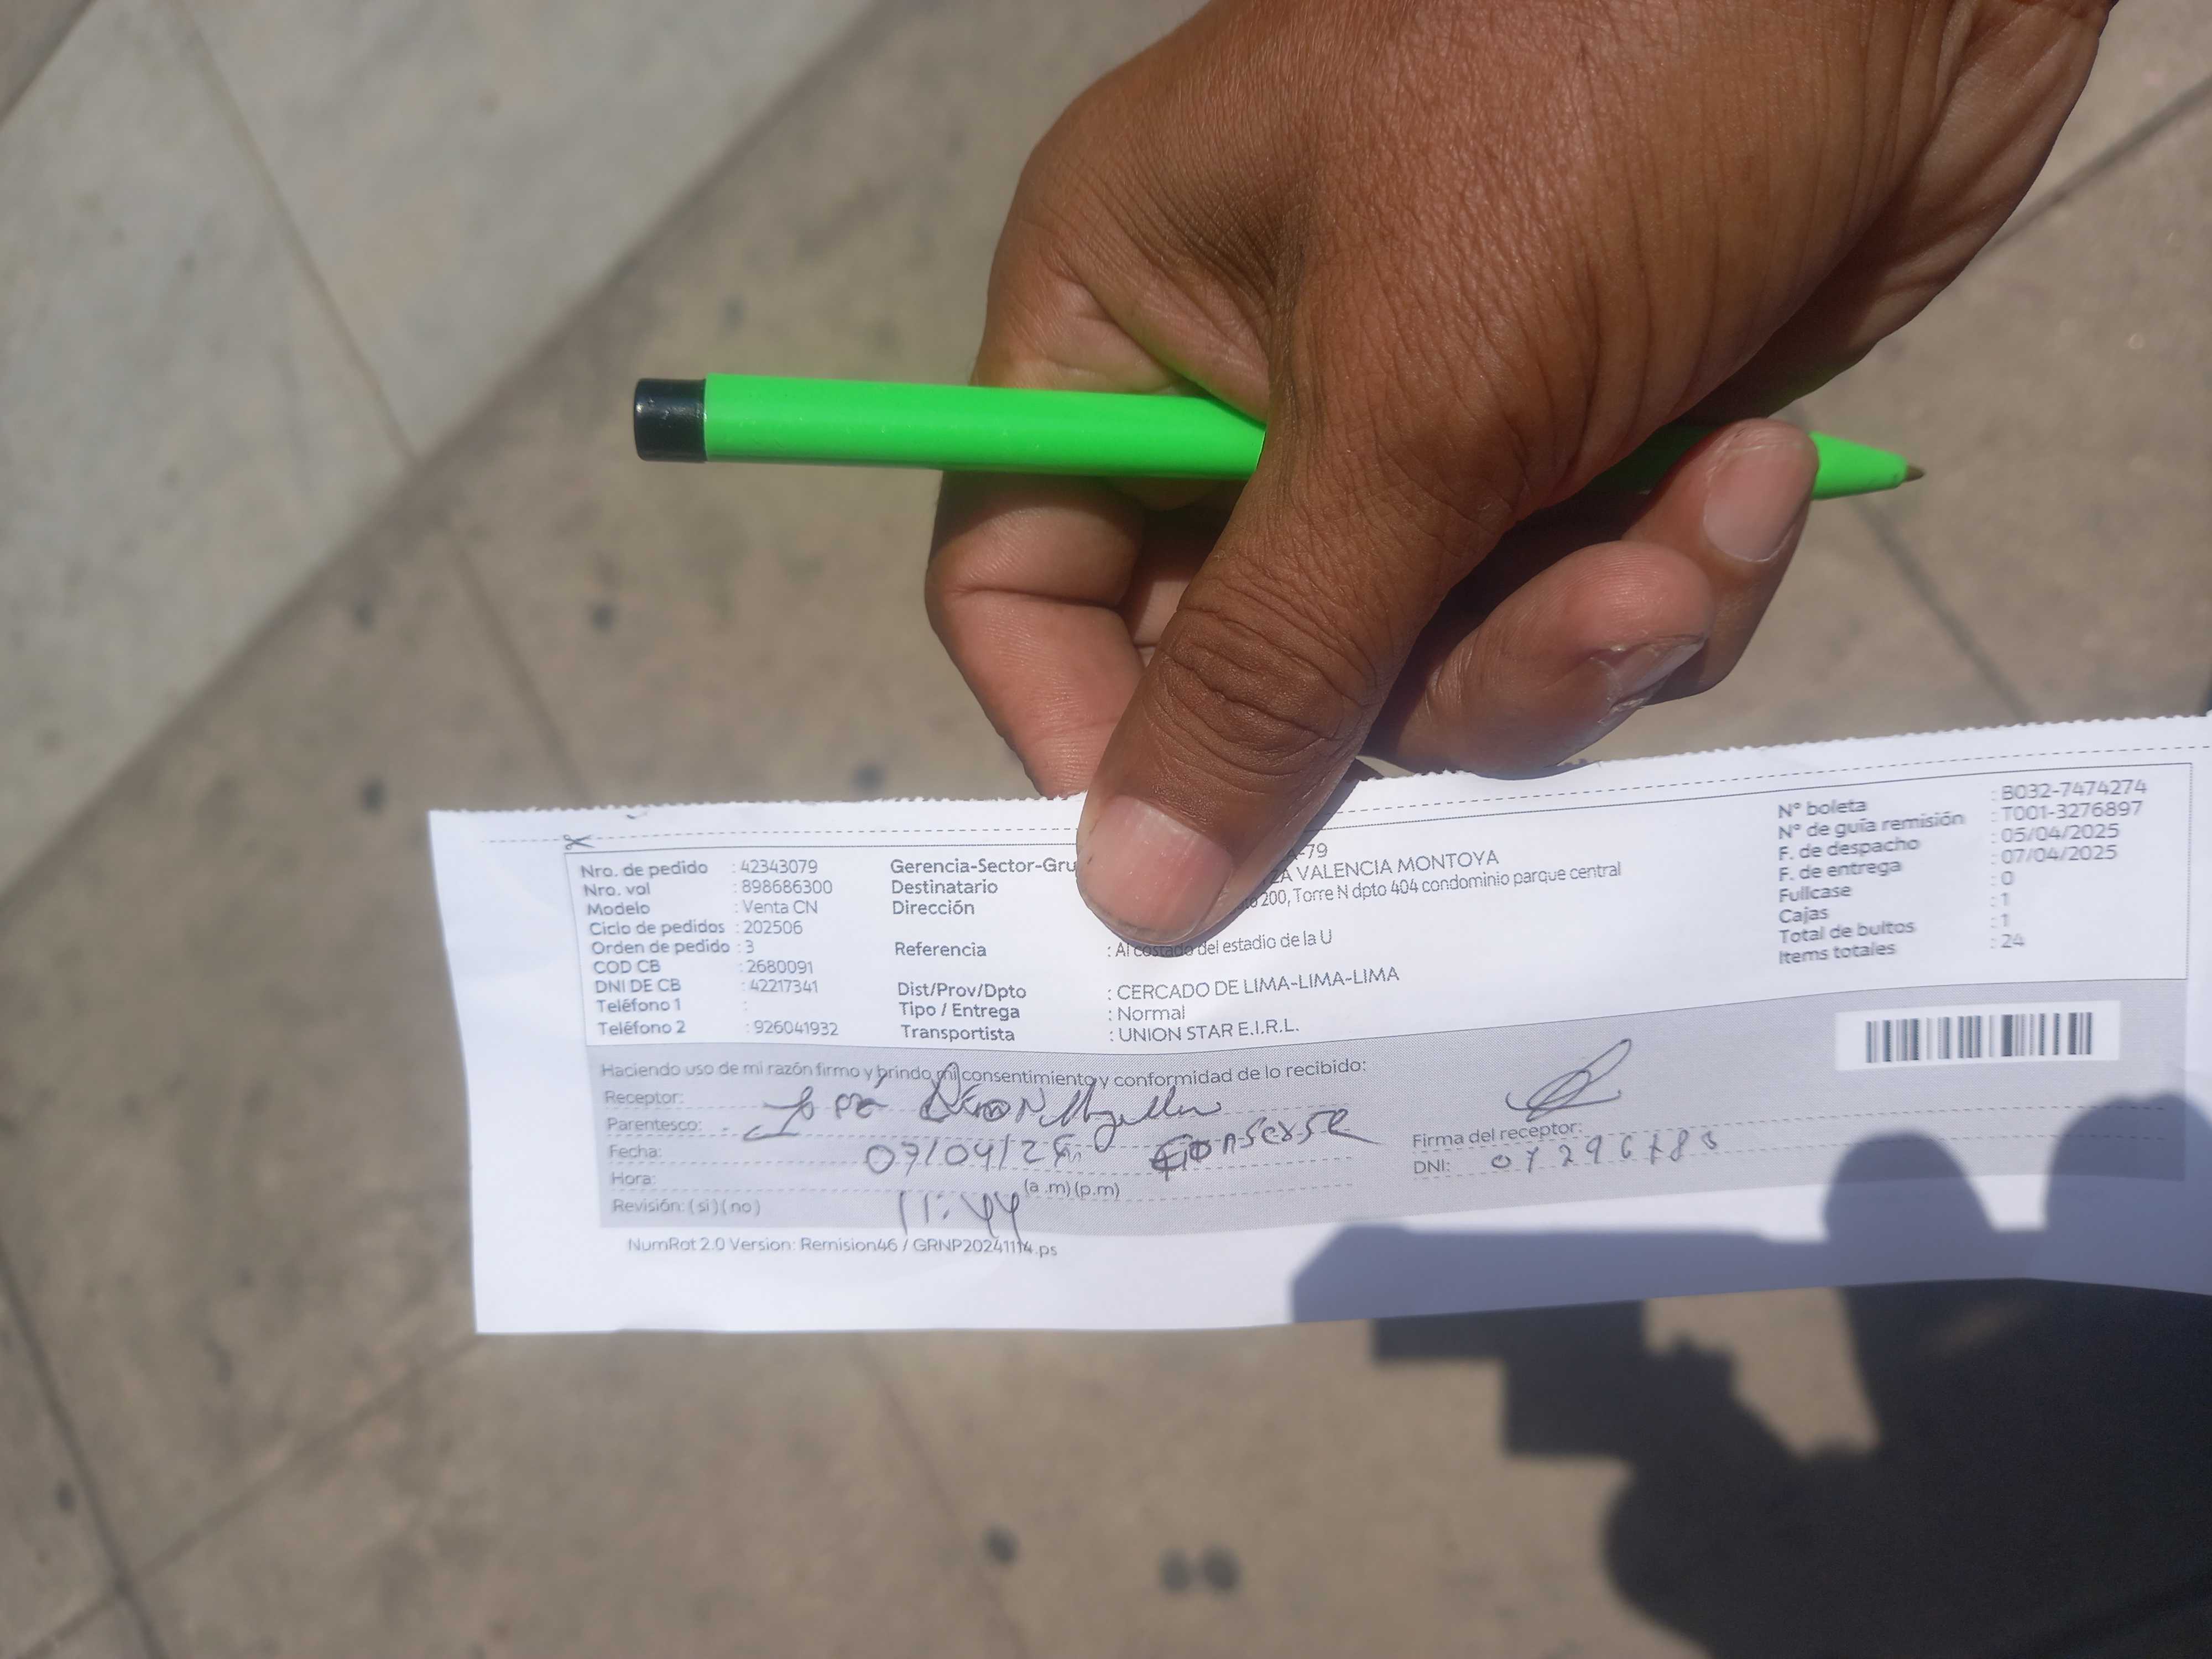 Nro. de pedido : 42343079
Nro. val : 898686300
Modelo : Venta CN
Ciclo de pedidos : 202506
Orden de pedido : 3
COD CB : 2680091
DNI DE CB : 42217341
Teléfono 1 :
Teléfono 2 : 926041932
Gerencia-Sector-Gru -79
Destinatario VALENCIA MONTOYA
Dirección 200, Torre N dpto 404 condominio parque central
Referencia : Al costado del estadio de la U
Dist/Prov/Dpto : CERCADO DE LIMA-LIMA-LIMA
Tipo / Entrega : Normal
Transportista : UNION STAR E.I.R.L.
N° boleta : B032-7474274
N° de guía remisión : T001-3276897
F. de despacho : 05/04/2025
F. de entrega : 07/04/2025
Fullcase : 0
Cajas : 1
Total de bultos : 1
Items totales : 24
Haciendo uso de mi razón firmo y brindo mi consentimiento y conformidad de lo recibido:
Receptor:
Parentesco:
Fecha: 07/04/25
Hora: 11:44 (a.m) (p.m)
Revisión: ( si ) ( no )
Firma del receptor:
DNI:
NumRot 2.0 Version: Remision46 / GRNP20241114.ps